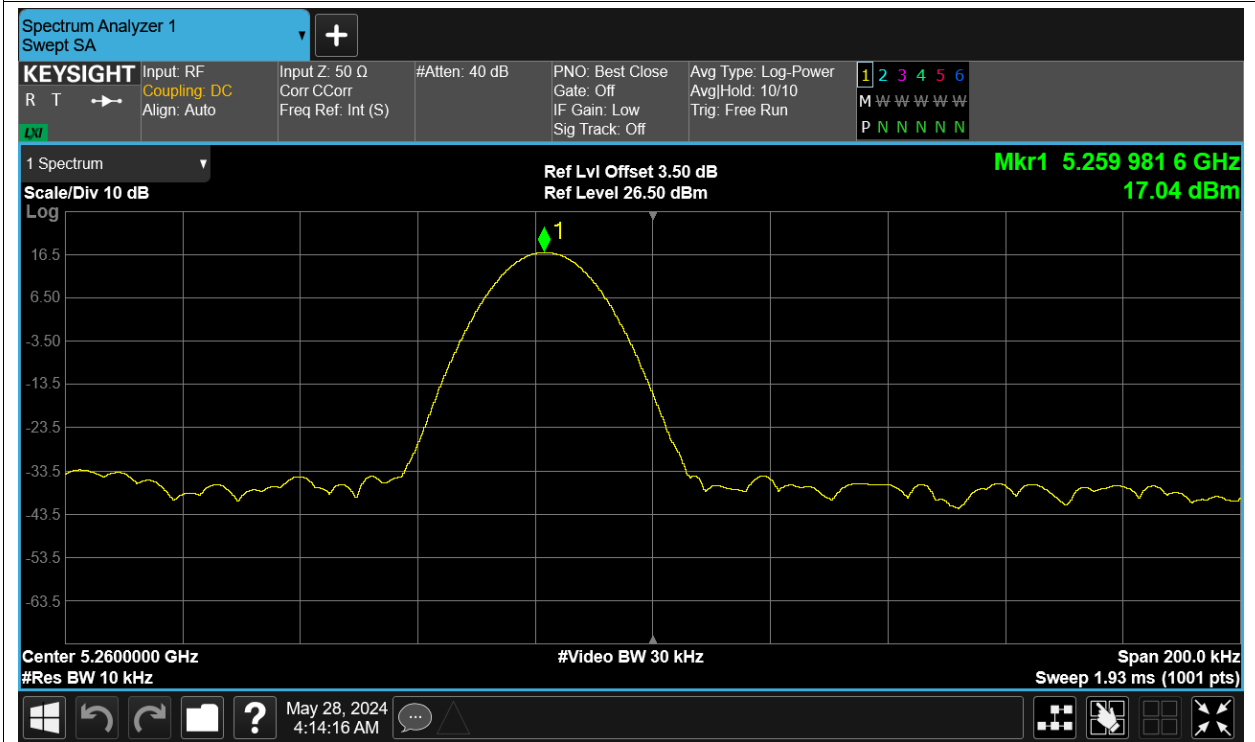 Spectrum Analyzer 1
Swept SA
KEYSIGHT
R T
LXI
Input: RF
Coupling: DC
Align: Auto
Input Z: 50 Ω
Corr CCorr
Freq Ref: Int (S)
#Atten: 40 dB
PNO: Best Close
Gate: Off
IF Gain: Low
Sig Track: Off
Avg Type: Log-Power
Avg|Hold: 10/10
Trig: Free Run
1 2 3 4 5 6
M W W W W W
P N N N N N
1 Spectrum
Scale/Div 10 dB
Log
Ref Lvl Offset 3.50 dB
Ref Level 26.50 dBm
Mkr1 5.259 981 6 GHz
17.04 dBm
1
16.5
6.50
-3.50
-13.5
-23.5
-33.5
-43.5
-53.5
-63.5
Center 5.2600000 GHz
#Video BW 30 kHz
Span 200.0 kHz
#Res BW 10 kHz
Sweep 1.93 ms (1001 pts)
?
May 28, 2024
4:14:16 AM